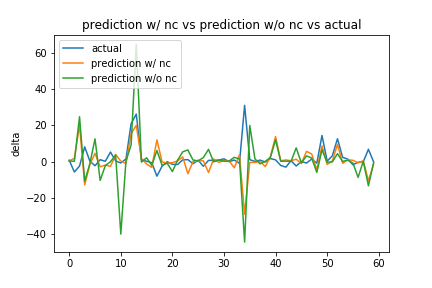 prediction w/ nc vs prediction w/o nc vs actual
actual
prediction w/ nc
prediction w/o nc
delta
60
40
20
0
−20
−40
0 10 20 30 40 50 60